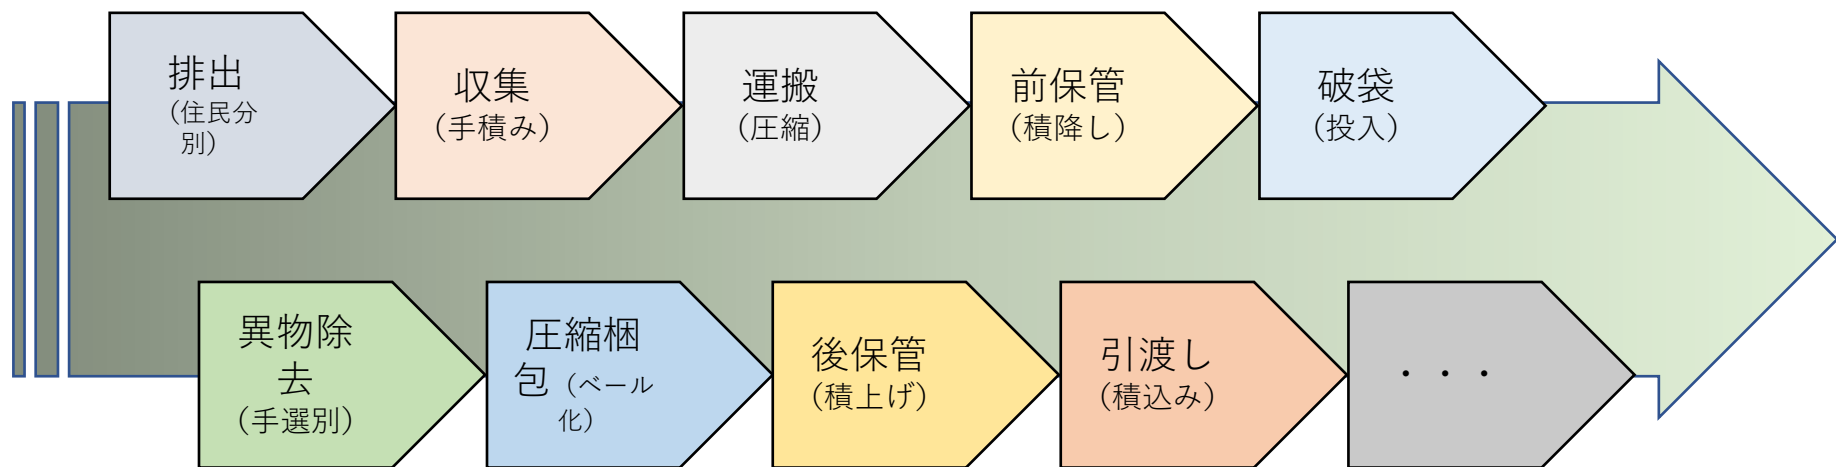 排出
（住民分
別）
収集
（手積み）
運搬
（圧縮）
前保管
（積降し）
破袋
（投入）
異物除
去
（手選別）
圧縮梱
包（ベール
化）
後保管
（積上げ）
引渡し
（積込み）
・・・